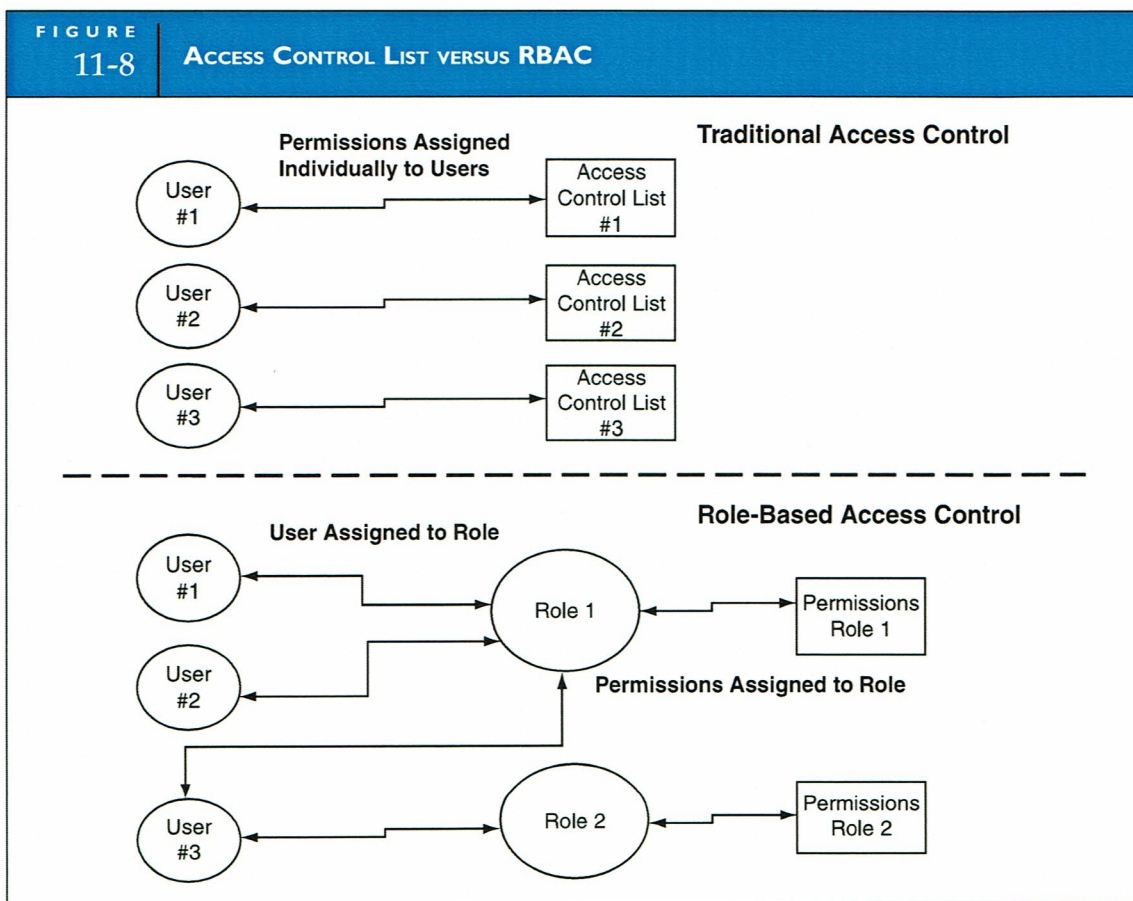 FIGURE
11-8
ACCESS CONTROL LIST VERSUS RBAC
Traditional Access Control
Permissions Assigned
Individually to Users
User
#1
Access
Control List
#1
User
#2
Access
Control List
#2
User
#3
Access
Control List
#3
Role-Based Access Control
User Assigned to Role
User
#1
Role 1
Permissions
Role 1
User
#2
Permissions Assigned to Role
User
#3
Role 2
Permissions
Role 2